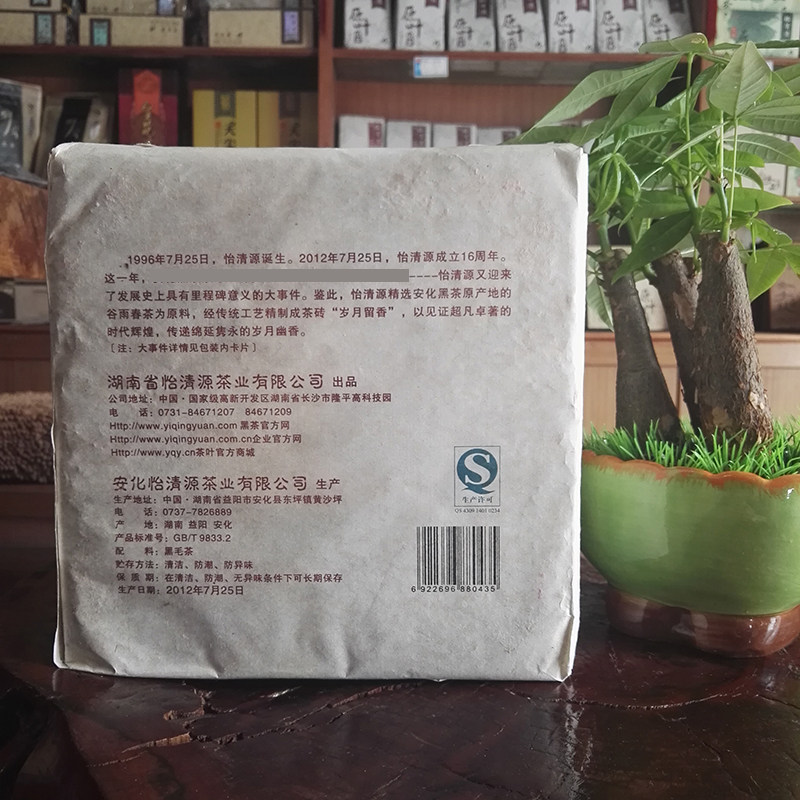 1996年7月25日，怡清源诞生。2012年7月25日，怡清源成立16周年。
这一年，----怡清源又迎来
了发展史上具有里程碑意义的大事件。鉴此，怡清源精选安化黑茶原产地的
谷雨春茶为原料，经传统工艺精制成茶砖“岁月留香”，以见证超凡卓著的
时代辉煌，传递绵延隽永的岁月幽香。
[注：大事件详情见包装内卡片]
湖南省怡清源茶业有限公司 出品
公司地址：中国·国家级高新开发区湖南省长沙市隆平高科技园
电 话：0731-84671207 84671209
Http://www.yiqingyuan.com 黑茶官方网
Http://www.yiqingyuan.com.cn企业官方网
Http://www.yqy.cn茶叶官方商城
安化怡清源茶业有限公司 生产
生产地址：中国·湖南省益阳市安化县东坪镇黄沙坪
电 话：0737-7826889
产 地：湖南 益阳 安化
产品标准号：GB/T 9833.2
配 料：黑毛茶
贮存方法：清洁、防潮、防异味
保 质 期：在清洁、防潮、无异味条件下可长期保存
生产日期：2012年7月25日
生产许可
QS 4309 1401 0234
6 922696 880435